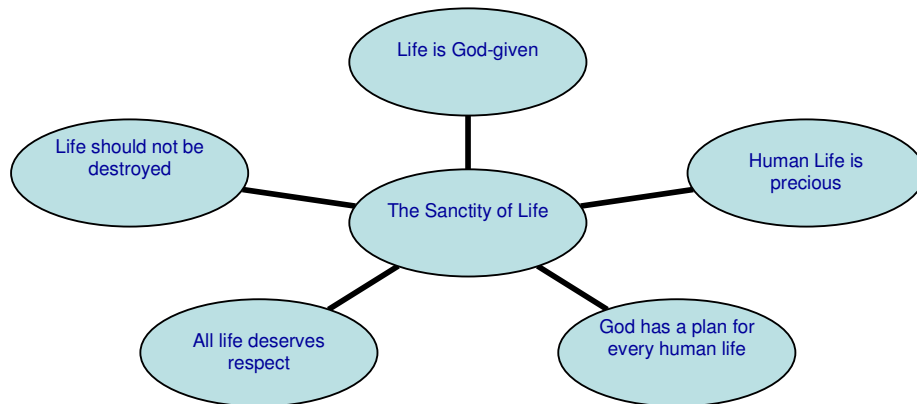 Life is God-given
Life should not be
destroyed
Human Life is
precious
The Sanctity of Life
All life deserves
respect
God has a plan for
every human life